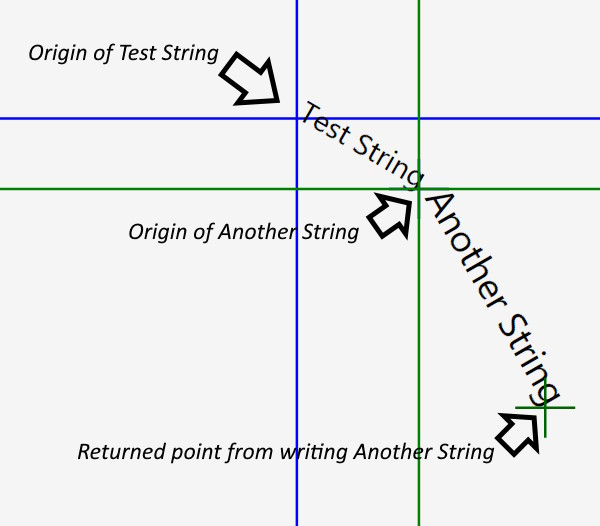 Origin of Test String
Test String
Origin of Another String
Another String
Returned point from writing Another String